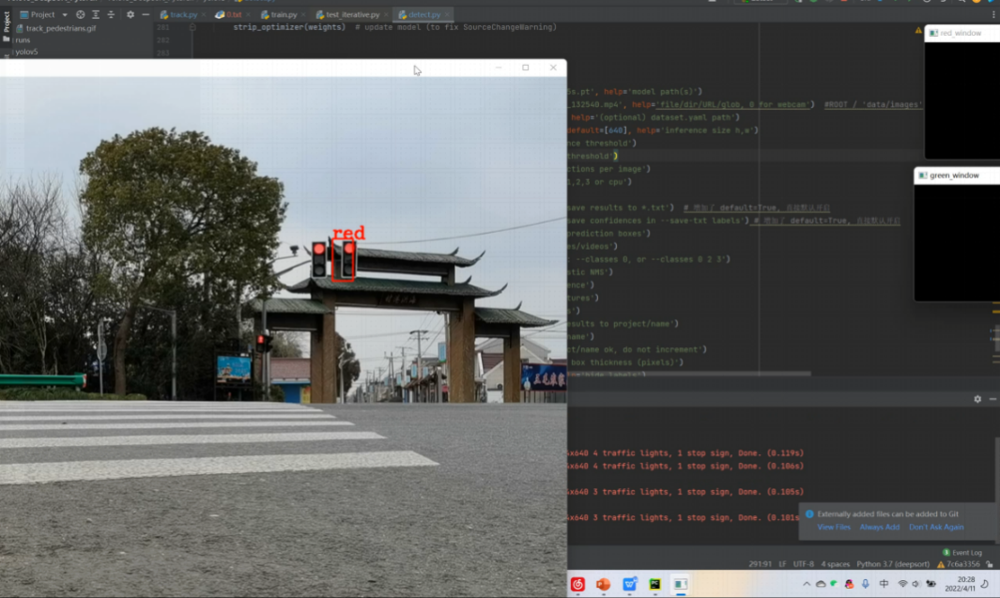 Project
Project
track.py
0.txt
train.py
test_iterative.py
detect.py
track_pedestrians.gif
runs
yolov5
281
282
283
strip_optimizer(weights) # update model (to fix SourceChangeWarning)
red_window
green_window
5s.pt', help='model path(s)')
_132540.mp4', help='file/dir/URL/glob, 0 for webcam') #ROOT / 'data/images'
help='(optional) dataset.yaml path')
default=[640], help='inference size h,w')
nce threshold')
threshold')
ctions per image')
1,2,3 or cpu')
save results to *.txt') # 增加了 default=True, 直接默认开启
save confidences in --save-txt labels') # 增加了 default=True, 直接默认开启
prediction boxes')
es/videos')
: --classes 0, or --classes 0 2 3')
stic NMS')
ence')
tures')
s')
results to project/name')
name')
ct/name ok, do not increment')
box thickness (pixels)')
red
4x640 4 traffic lights, 1 stop sign, Done. (0.119s)
4x640 4 traffic lights, 1 stop sign, Done. (0.106s)
4x640 3 traffic lights, 1 stop sign, Done. (0.105s)
4x640 3 traffic lights, 1 stop sign, Done. (0.101s)
Externally added files can be added to Git
View Files Always Add Don't Ask Again
Event Log
291:91 LF UTF-8 4 spaces Python 3.7 (deepsort) 7c6a3356
中
20:28
2022/4/11